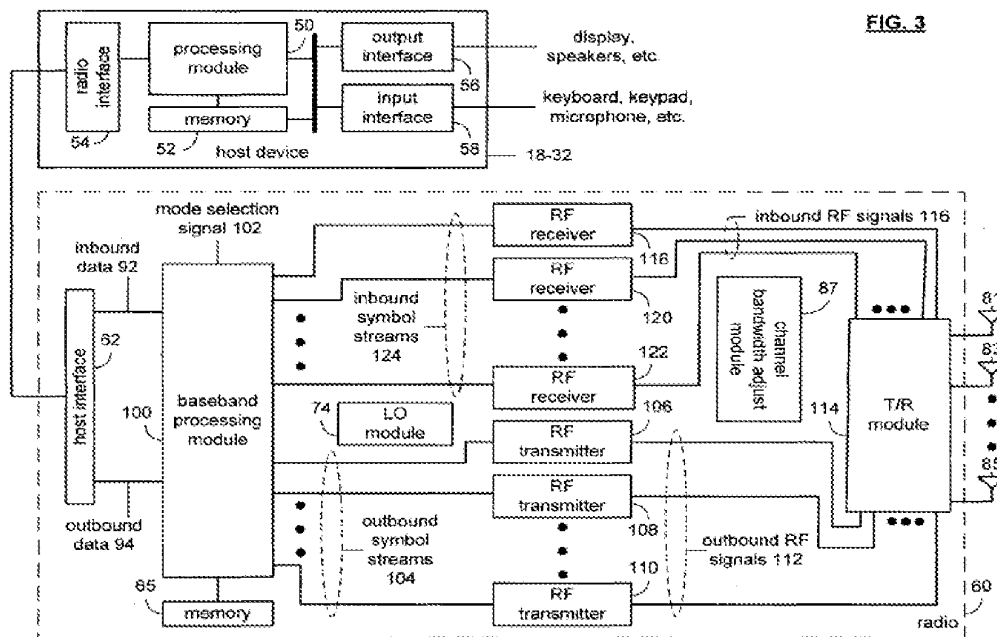 FIG. 3
50
radio interface
processing module
output interface
display, speakers, etc.
56
memory
input interface
keyboard, keypad, microphone, etc.
54
52
58
host device
18-32
mode selection signal 102
inbound data 92
RF receiver
116
inbound RF signals 116
RF receiver
120
87
channel bandwidth adjust module
62
host interface
inbound symbol streams 124
122
RF receiver
100
baseband processing module
74
LO module
106
RF transmitter
114
T/R module
85
outbound data 94
outbound symbol streams 104
RF transmitter
108
outbound RF signals 112
110
RF transmitter
65
memory
60
radio